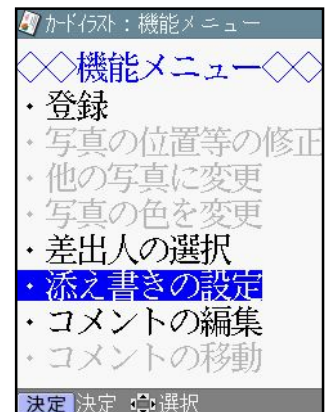 カードイラスト：機能メニュー
◇◇機能メニュー◇◇
・登録
・写真の位置等の修正
・他の写真に変更
・写真の色を変更
・差出人の選択
・添え書きの設定
・コメントの編集
・コメントの移動
決定 決定 選択